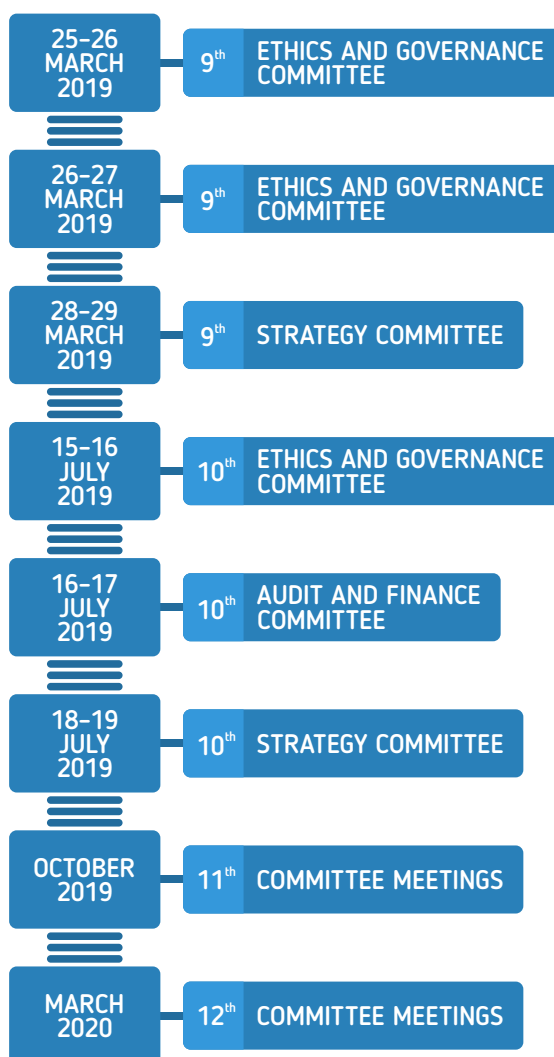 25–26
MARCH
2019
9th
ETHICS AND GOVERNANCE
COMMITTEE
26–27
MARCH
2019
9th
ETHICS AND GOVERNANCE
COMMITTEE
28–29
MARCH
2019
9th
STRATEGY COMMITTEE
15–16
JULY
2019
10th
ETHICS AND GOVERNANCE
COMMITTEE
16–17
JULY
2019
10th
AUDIT AND FINANCE
COMMITTEE
18–19
JULY
2019
10th
STRATEGY COMMITTEE
OCTOBER
2019
11th
COMMITTEE MEETINGS
MARCH
2020
12th
COMMITTEE MEETINGS